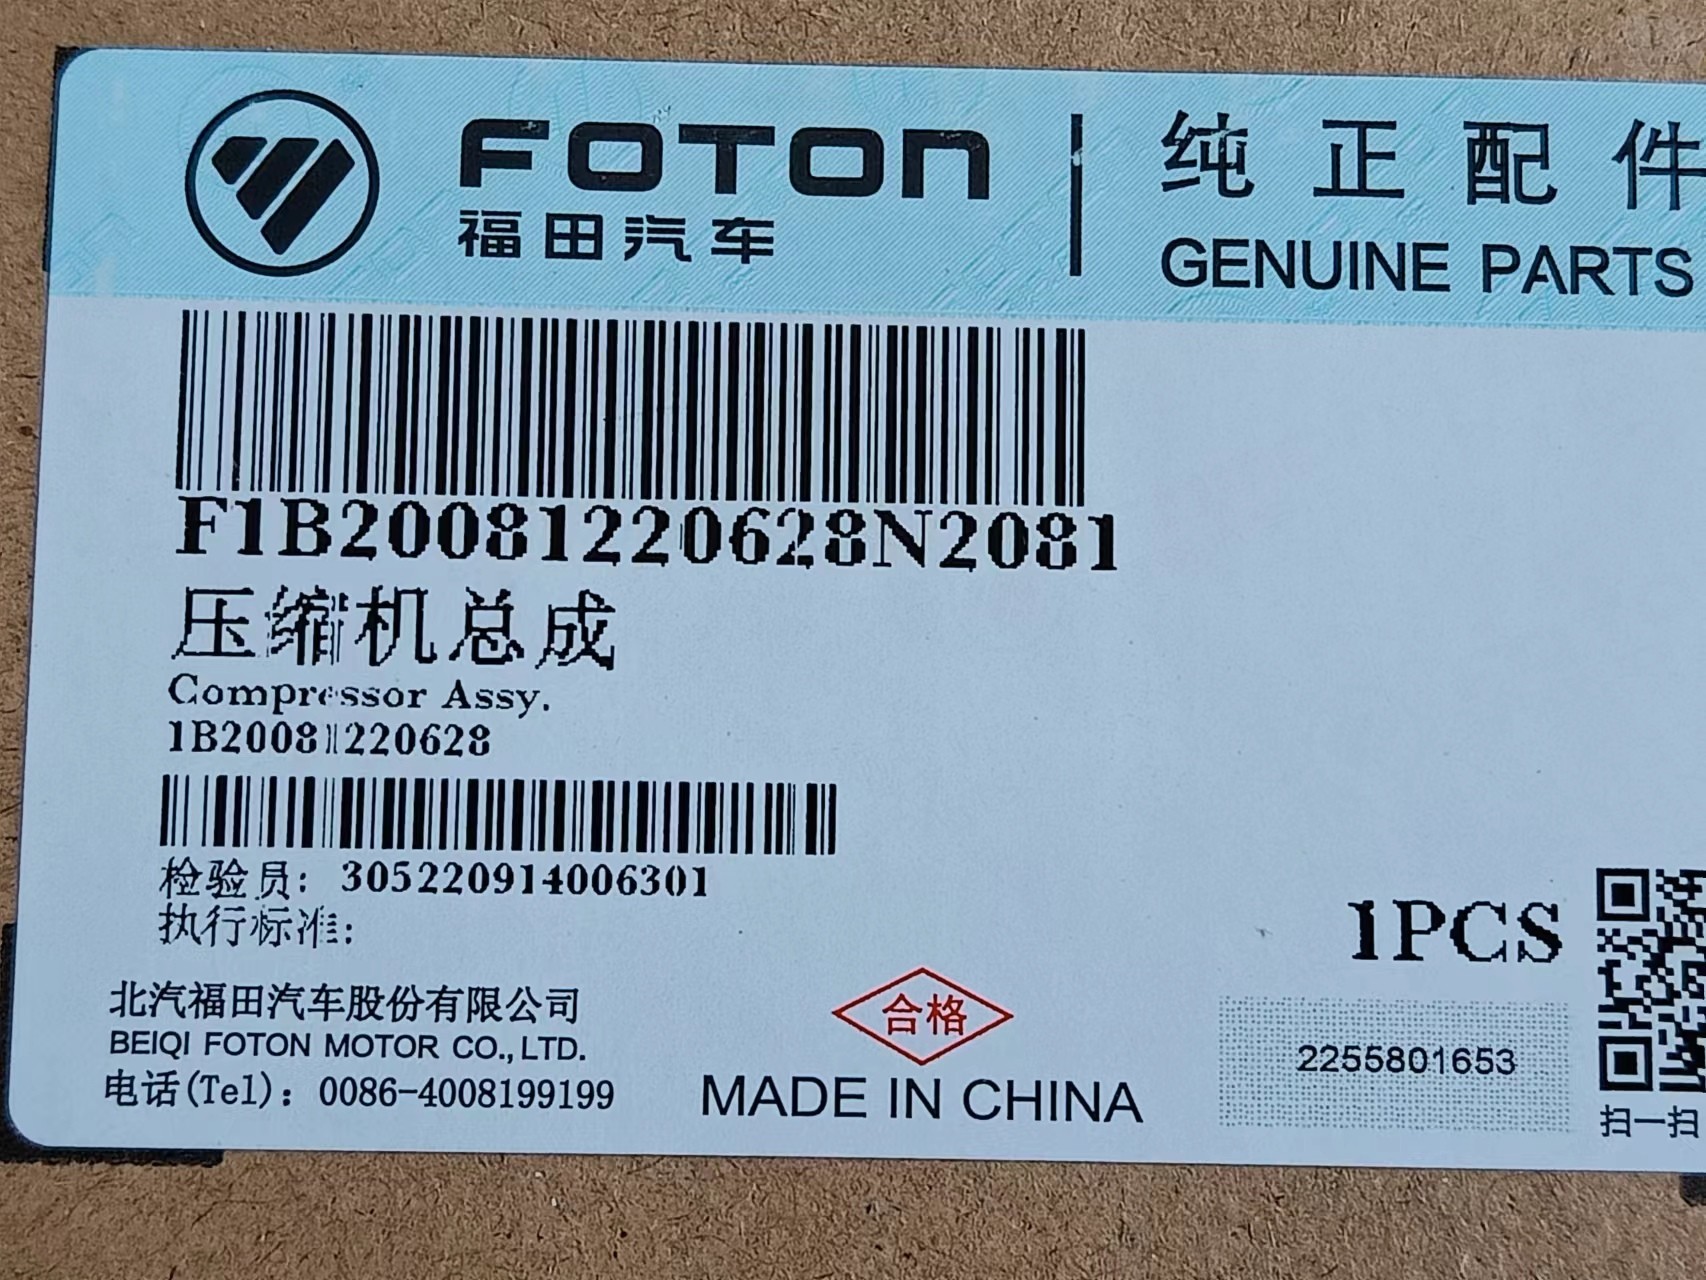 FOTON
福田汽车
纯正配件
GENUINE PARTS
F1B20081220628N2081
压缩机总成
Compressor Assy.
1B20081220628
检验员: 305220914006301
执行标准:
1PCS
北汽福田汽车股份有限公司
BEIQI FOTON MOTOR CO.,LTD.
电话(Tel): 0086-4008199199
合格
MADE IN CHINA
2255801653
扫一扫